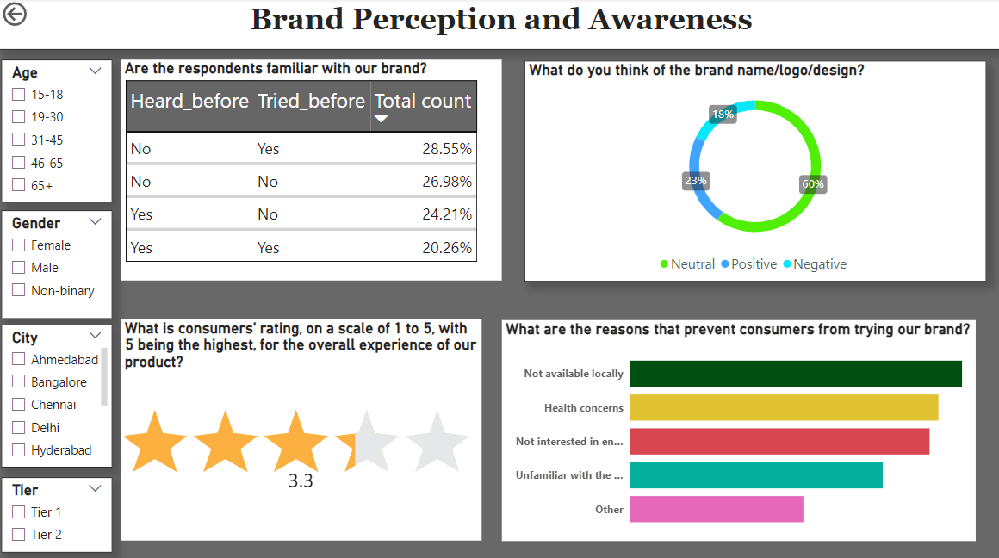 Brand Perception and Awareness
Age
15-18
19-30
31-45
46-65
65+
Gender
Female
Male
Non-binary
City
Ahmedabad
Bangalore
Chennai
Delhi
Hyderabad
Tier
Tier 1
Tier 2
Are the respondents familiar with our brand?
Heard_before Tried_before Total count
No Yes 28.55%
No No 26.98%
Yes No 24.21%
Yes Yes 20.26%
What do you think of the brand name/logo/design?
18%
23%
60%
Neutral Positive Negative
What is consumers' rating, on a scale of 1 to 5, with
5 being the highest, for the overall experience of our
product?
3.3
What are the reasons that prevent consumers from trying our brand?
Not available locally
Health concerns
Not interested in en...
Unfamiliar with the ...
Other